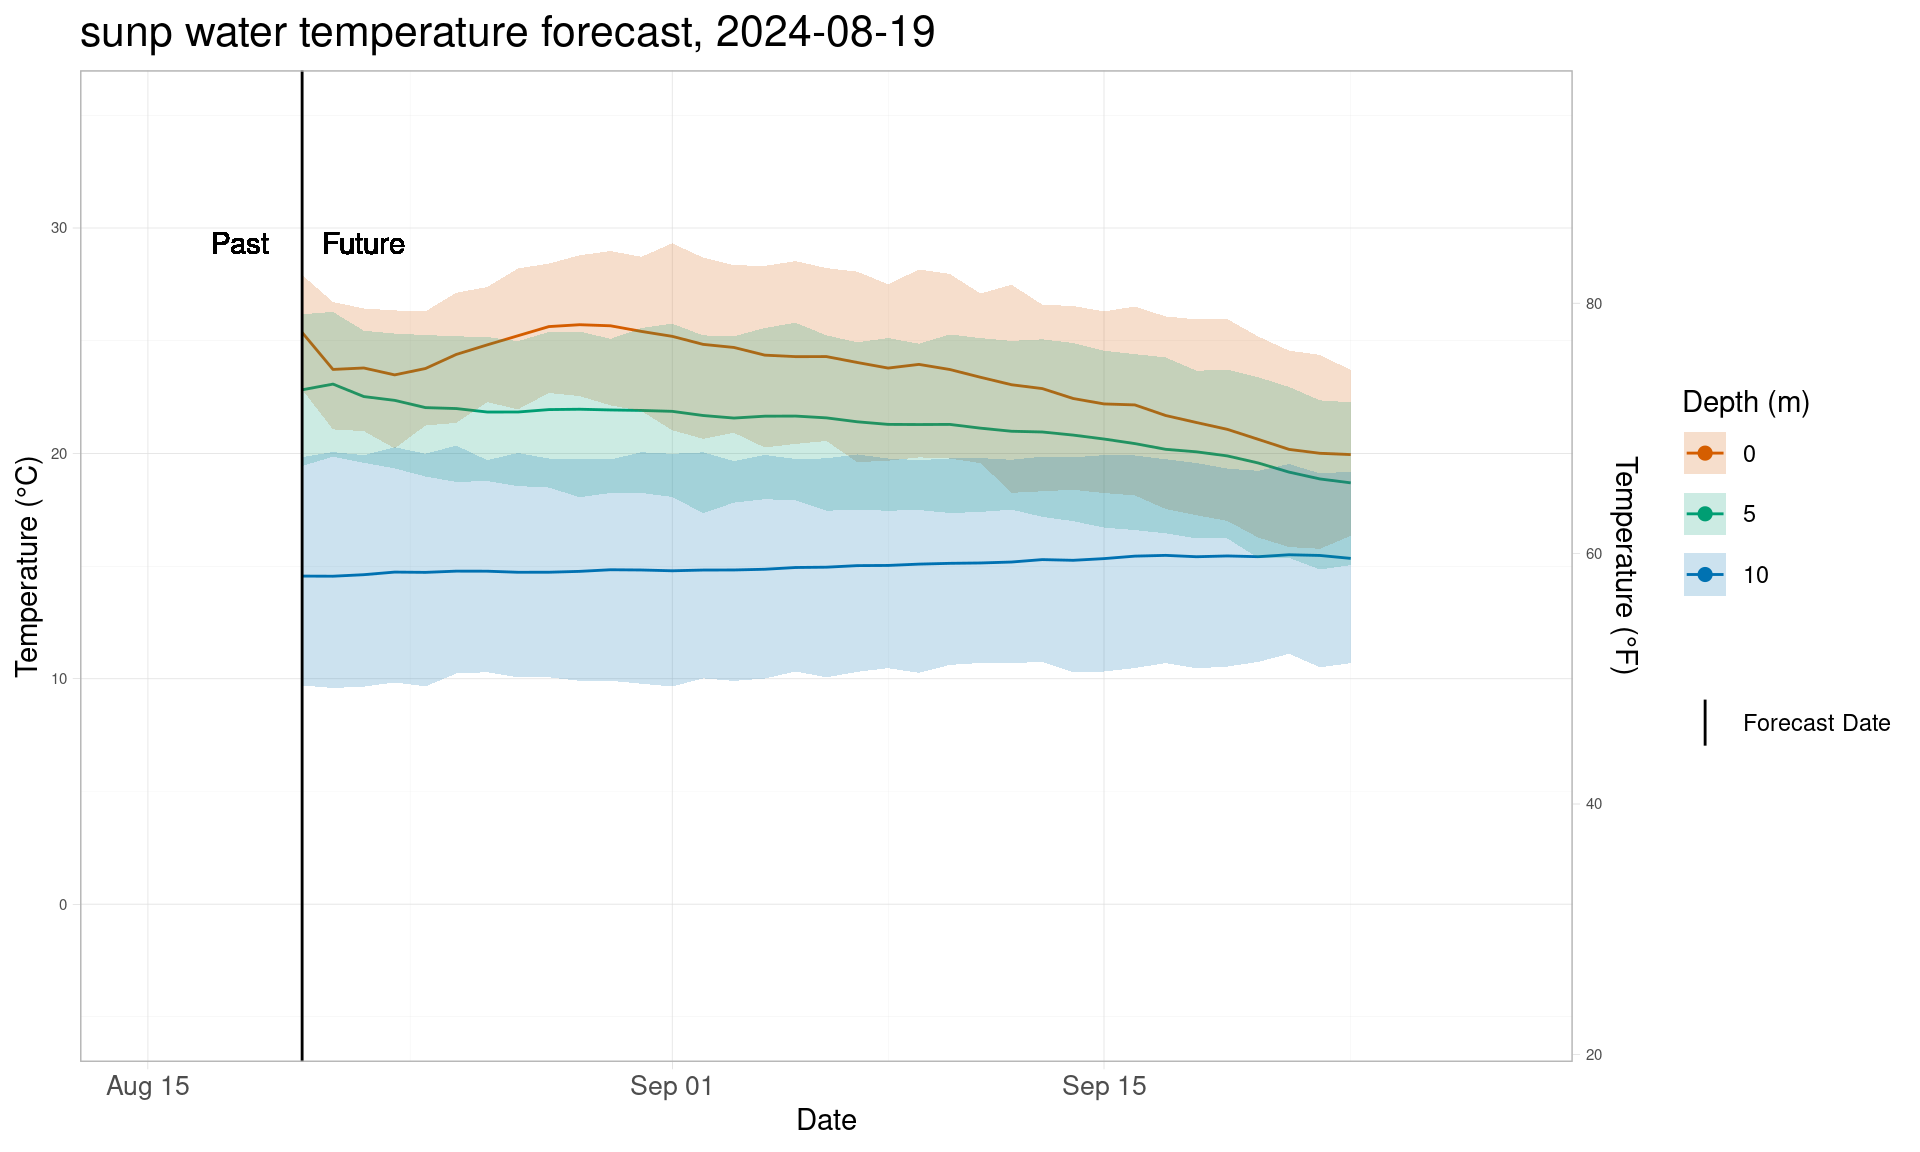 sunp water temperature forecast, 2024-08-19
Past
Future
30
20
10
0
Temperature (°C)
80
60
40
20
Temperature (°F)
Aug 15
Sep 01
Sep 15
Date
Depth (m)
0
5
10
Forecast Date